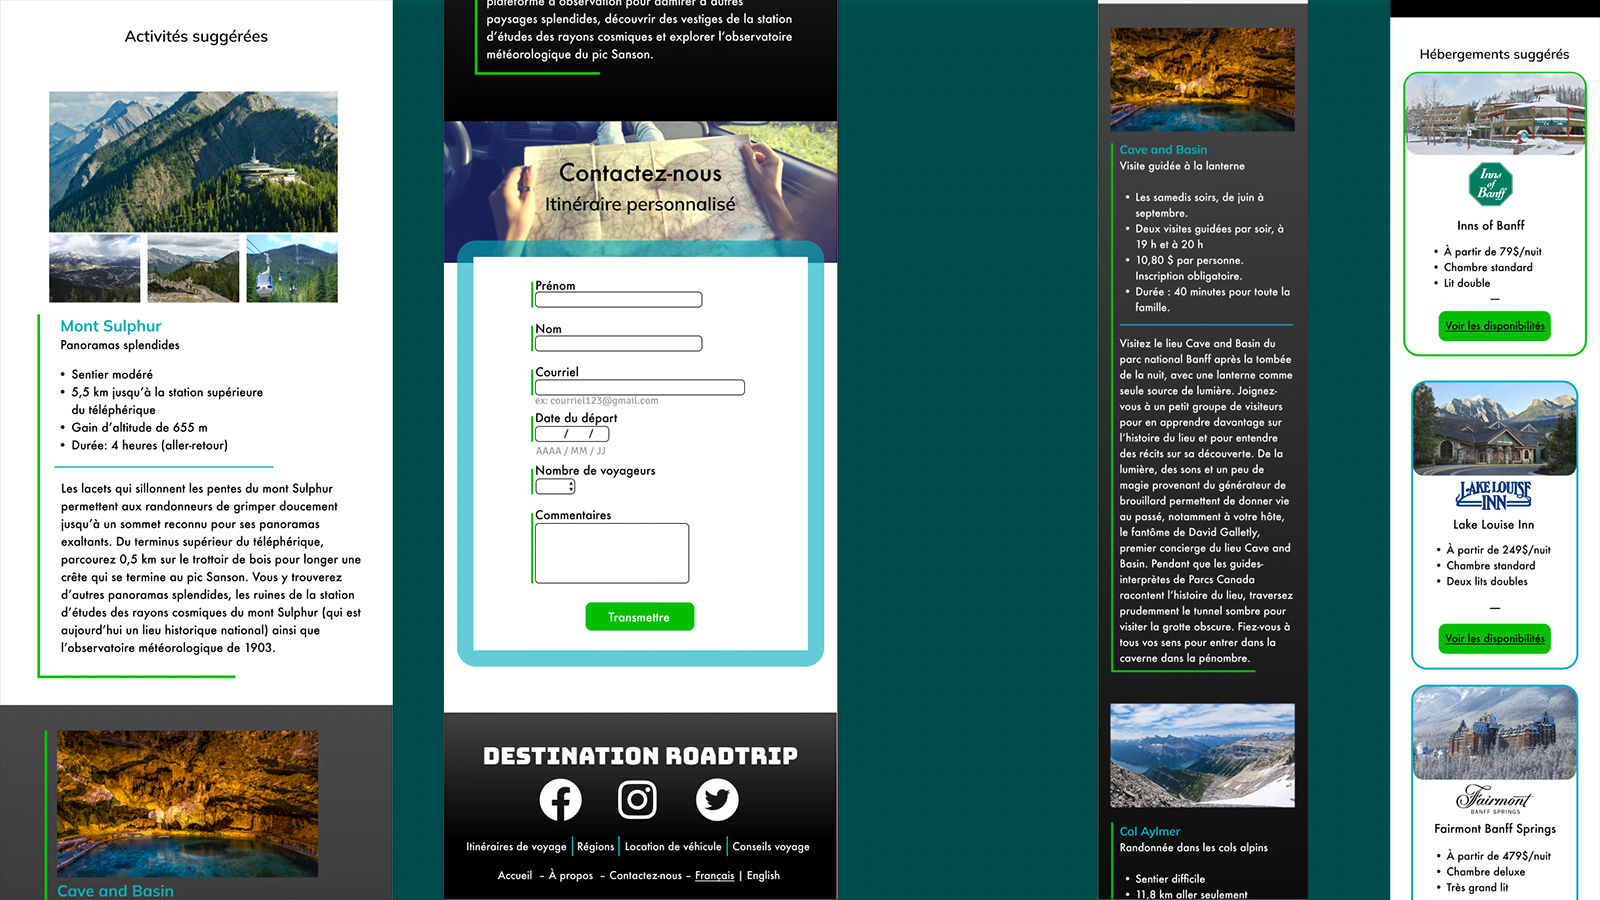 Activités suggérées
Mont Sulphur
Panoramas splendides
• Sentier modéré
• 5,5 km jusqu'à la station supérieure
du téléphérique
• Gain d'altitude de 655 m
• Durée: 4 heures (aller-retour)
Les lacets qui sillonnent les pentes du mont Sulphur
permettent aux randonneurs de grimper doucement
jusqu'à un sommet reconnu pour ses panoramas
exaltants. Du terminus supérieur du téléphérique,
parcourez 0,5 km sur le trottoir de bois pour longer une
crête qui se termine au pic Sanson. Vous y trouverez
d'autres panoramas splendides, les ruines de la station
d'études des rayons cosmiques du mont Sulphur (qui est
aujourd'hui un lieu historique national) ainsi que
l'observatoire météorologique de 1903.
Cave and Basin
plateforme d'observation pour admirer d'autres
paysages splendides, découvrir des vestiges de la station
d'études des rayons cosmiques et explorer l'observatoire
météorologique du pic Sanson.
Contactez-nous
Itinéraire personnalisé
Prénom
Nom
Courriel
ex: courriel123@gmail.com
Date du départ
/ /
AAAA / MM / JJ
Nombre de voyageurs
Commentaires
Transmettre
DESTINATION ROADTRIP
Itinéraires de voyage | Régions | Location de véhicule | Conseils voyage
Accueil – À propos – Contactez-nous – Français | English
Cave and Basin
Visite guidée à la lanterne
• Les samedis soirs, de juin à
septembre.
• Deux visites guidées par soir, à
19 h et à 20 h
• 10,80 $ par personne.
Inscription obligatoire.
• Durée : 40 minutes pour toute la
famille.
Visitez le lieu Cave and Basin du
parc national Banff après la tombée
de la nuit, avec une lanterne comme
seule source de lumière. Joignez-
vous à un petit groupe de visiteurs
pour en apprendre davantage sur
l'histoire du lieu et pour entendre
des récits sur sa découverte. De la
lumière, des sons et un peu de
magie provenant du générateur de
brouillard permettent de donner vie
au passé, notamment à votre hôte,
le fantôme de David Galletly,
premier concierge du lieu Cave and
Basin. Pendant que les guides-
interprètes de Parcs Canada
racontent l'histoire du lieu, traversez
prudemment le tunnel sombre pour
visiter la grotte obscure. Fiez-vous à
tous vos sens pour entrer dans la
caverne dans la pénombre.
Col Aylmer
Randonnée dans les cols alpins
• Sentier difficile
• 11,8 km aller seulement
Hébergements suggérés
Inns
of
Banff
Inns of Banff
• À partir de 79$/nuit
• Chambre standard
• Lit double
—
Voir les disponibilités
LAKE LOUISE
INN
Lake Louise Inn
• À partir de 249$/nuit
• Chambre standard
• Deux lits doubles
—
Voir les disponibilités
Fairmont
BANFF SPRINGS
Fairmont Banff Springs
• À partir de 479$/nuit
• Chambre deluxe
• Très grand lit